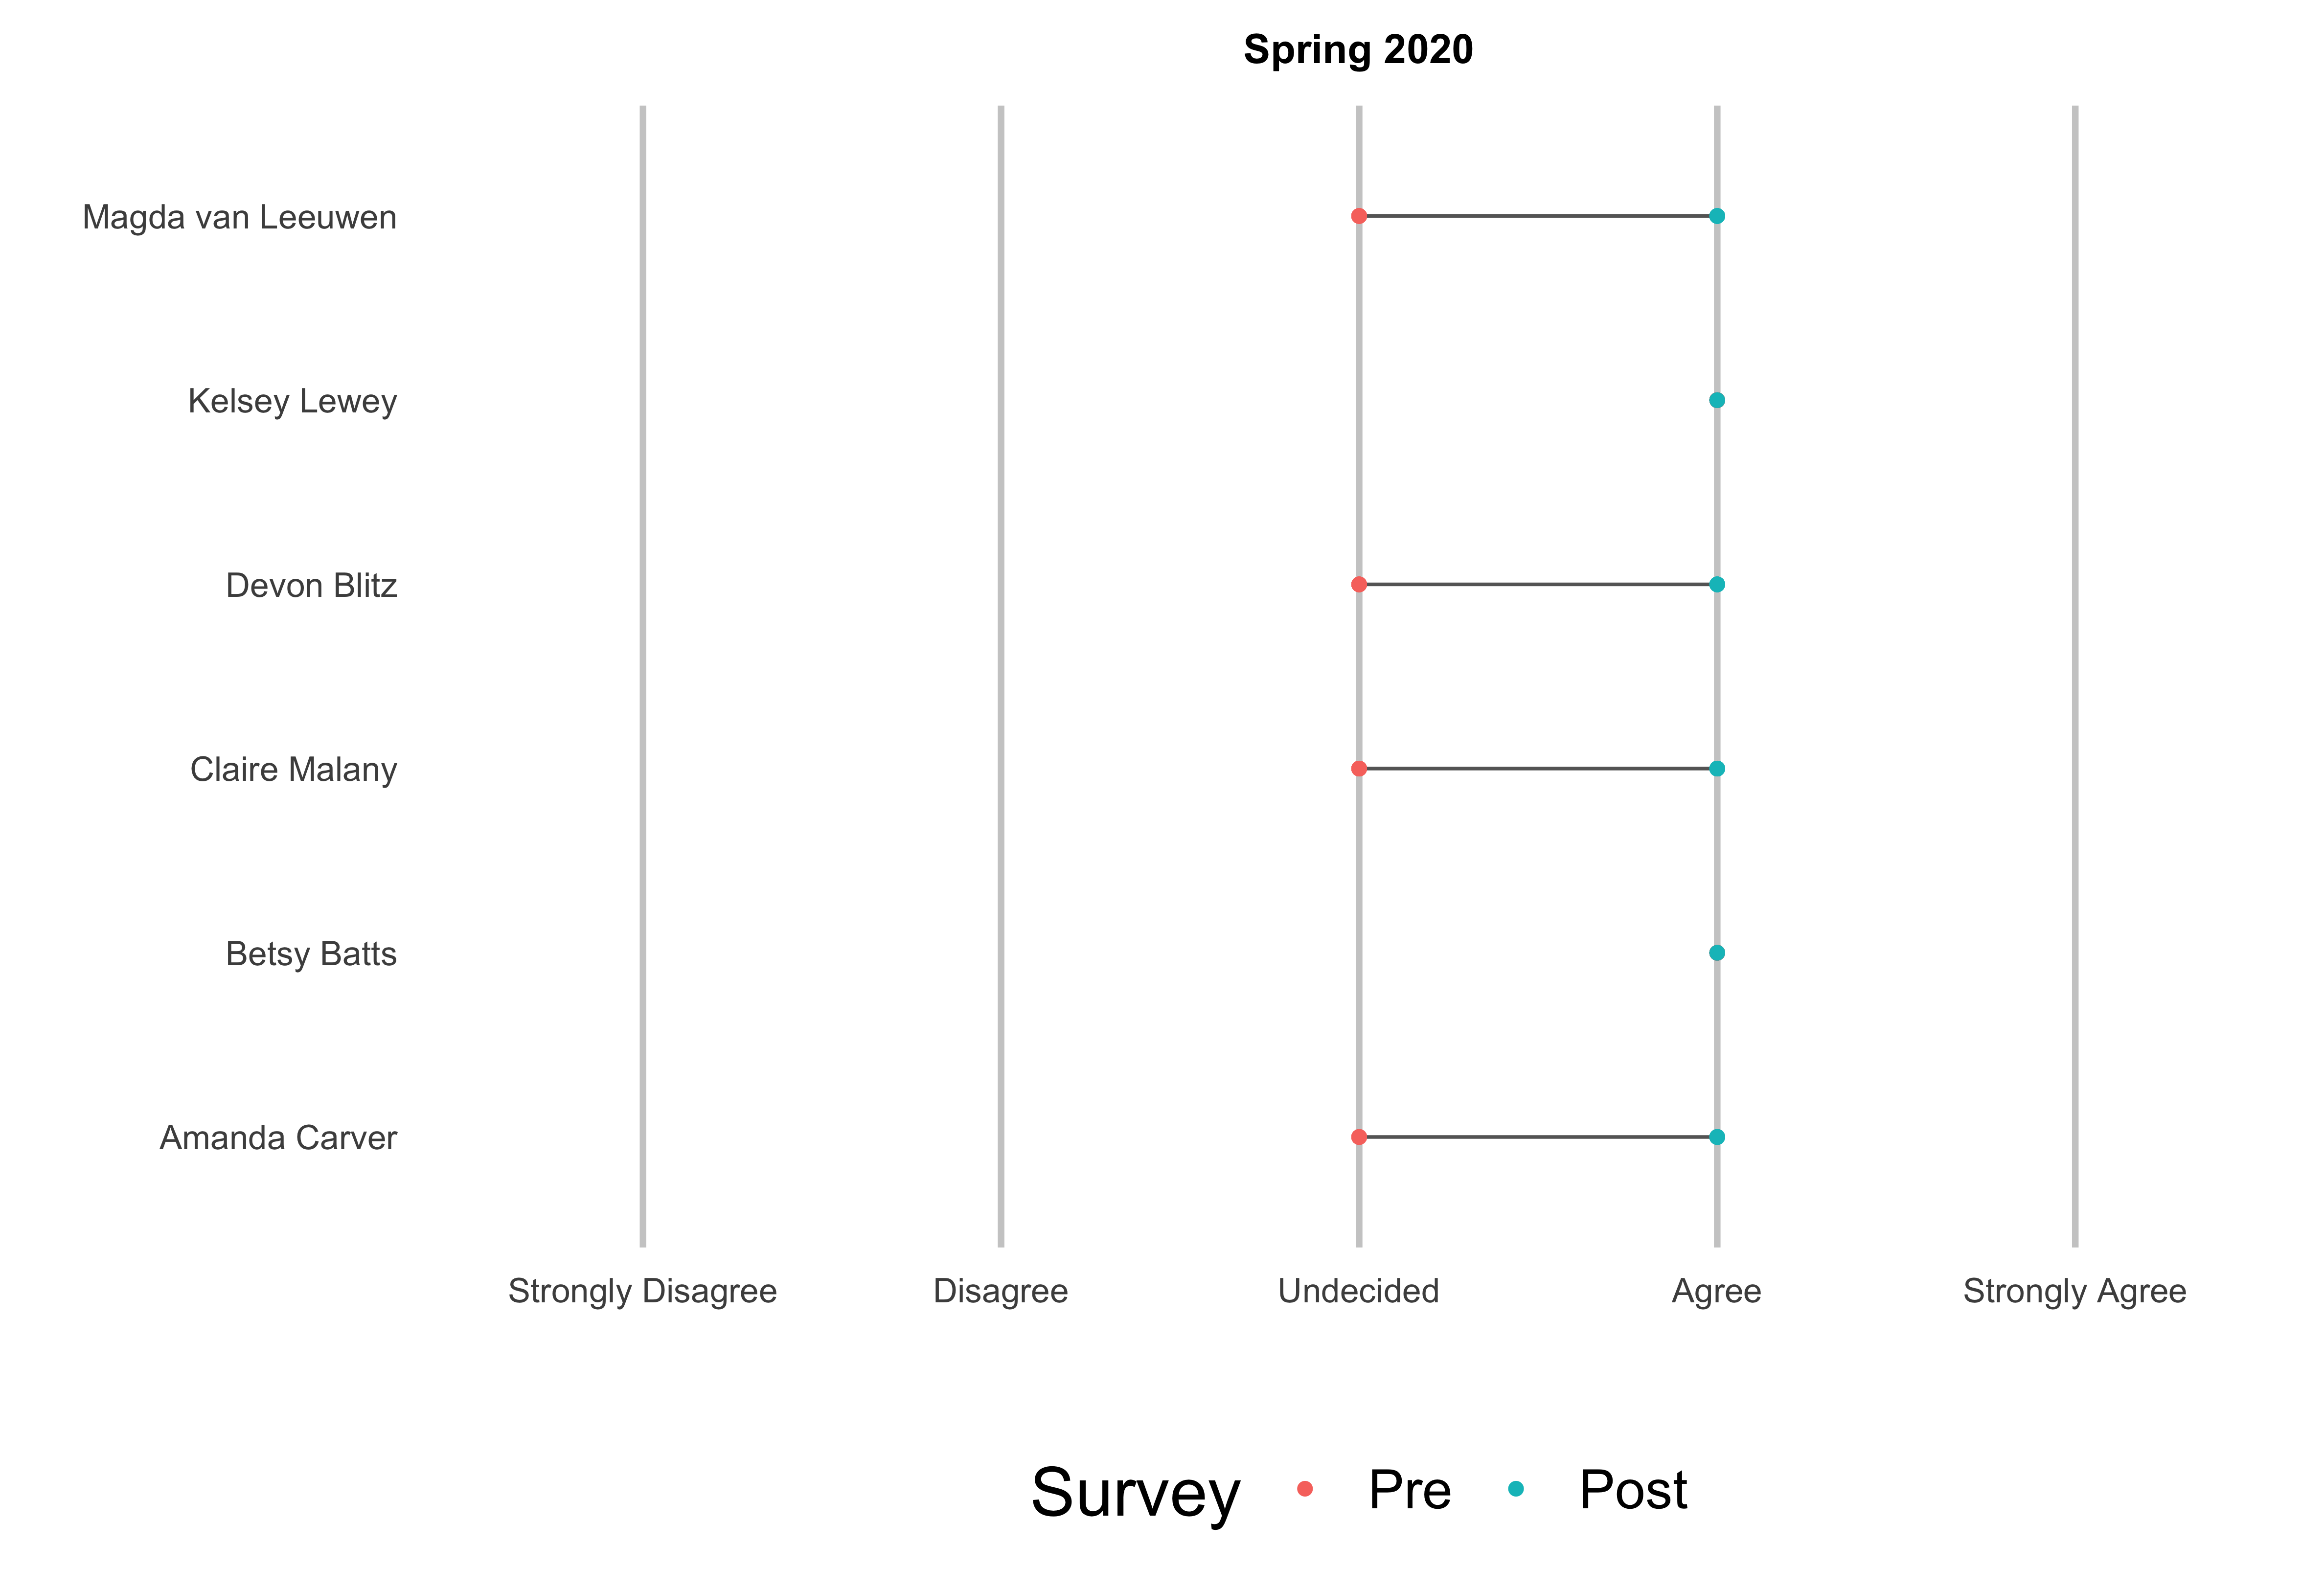 Spring 2020
Magda van Leeuwen
Kelsey Lewey
Devon Blitz
Claire Malany
Betsy Batts
Amanda Carver
Strongly Disagree Disagree Undecided Agree Strongly Agree
Survey Pre Post